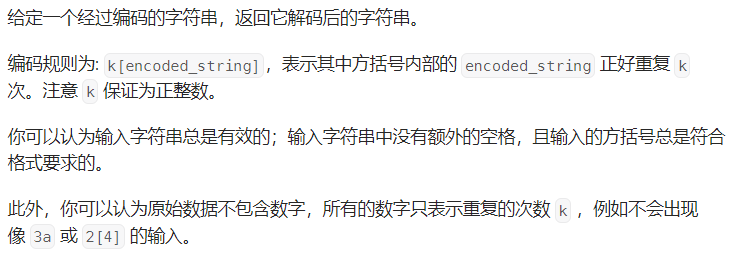 给定一个经过编码的字符串，返回它解码后的字符串。
编码规则为: k[encoded_string]，表示其中方括号内部的 encoded_string 正好重复 k
次。注意 k 保证为正整数。
你可以认为输入字符串总是有效的；输入字符串中没有额外的空格，且输入的方括号总是符合
格式要求的。
此外，你可以认为原始数据不包含数字，所有的数字只表示重复的次数 k ，例如不会出现
像 3a 或 2[4] 的输入。